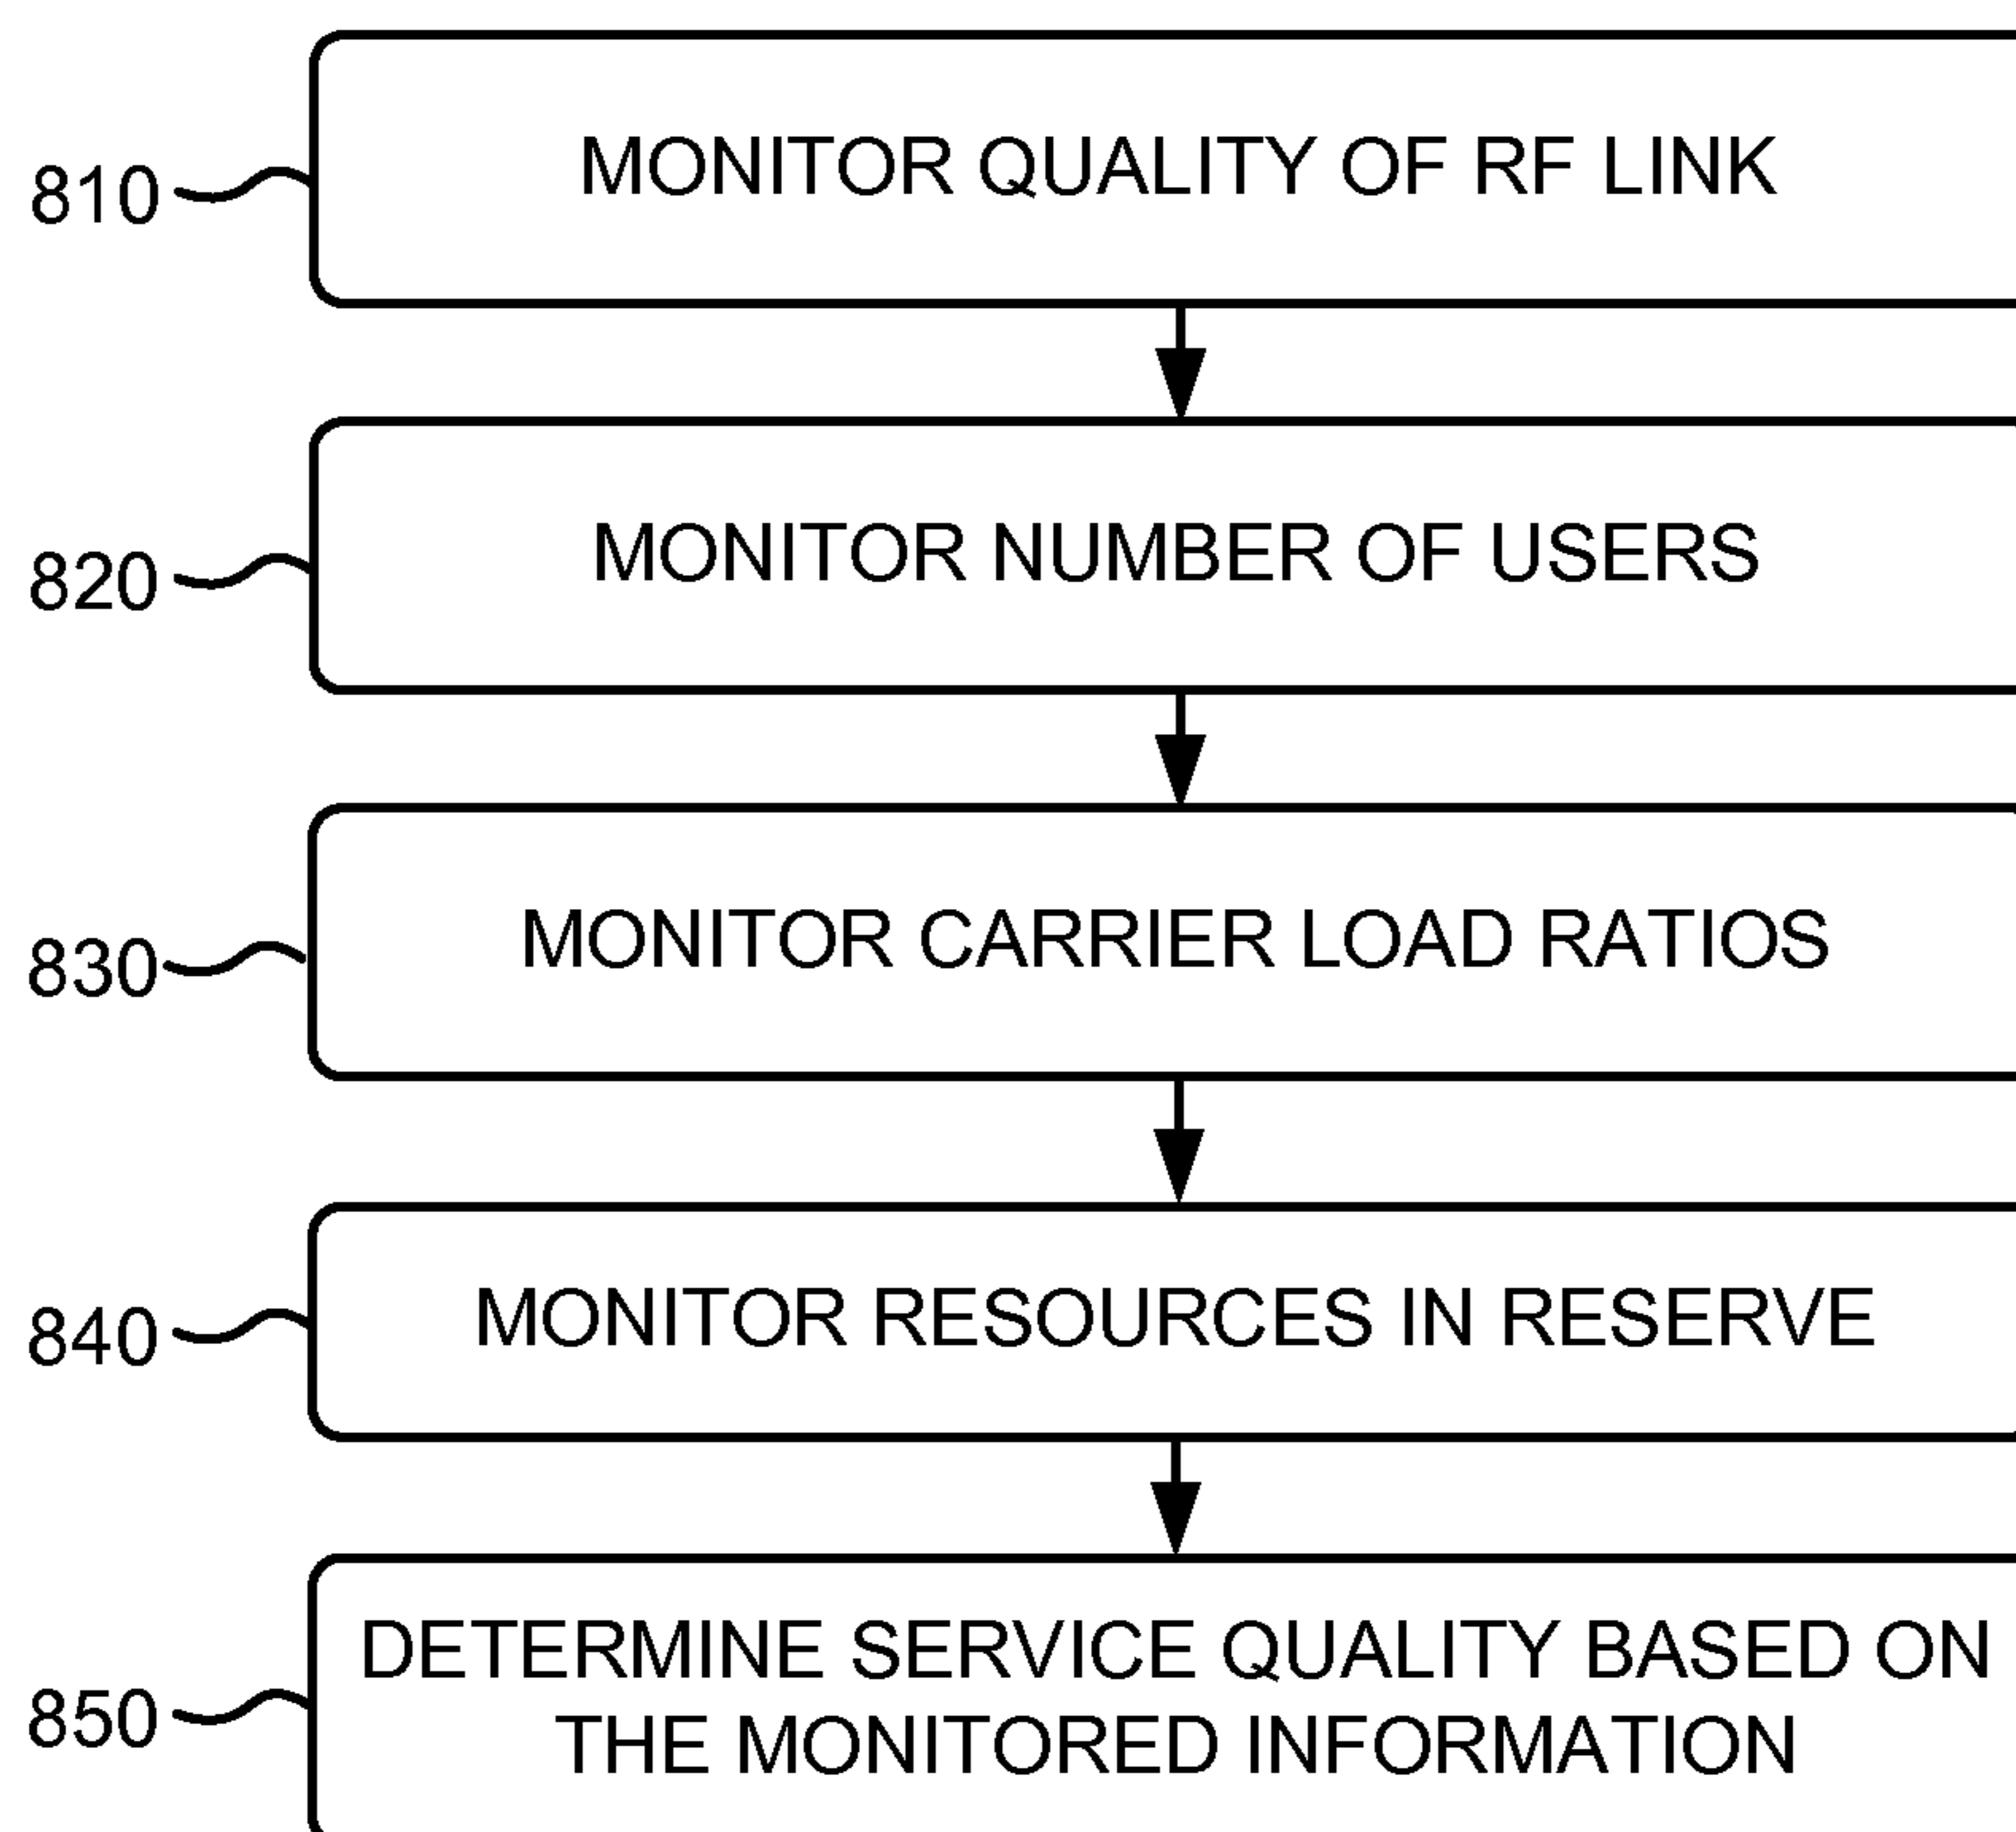 810 MONITOR QUALITY OF RF LINK
820 MONITOR NUMBER OF USERS
830 MONITOR CARRIER LOAD RATIOS
840 MONITOR RESOURCES IN RESERVE
850 DETERMINE SERVICE QUALITY BASED ON
THE MONITORED INFORMATION